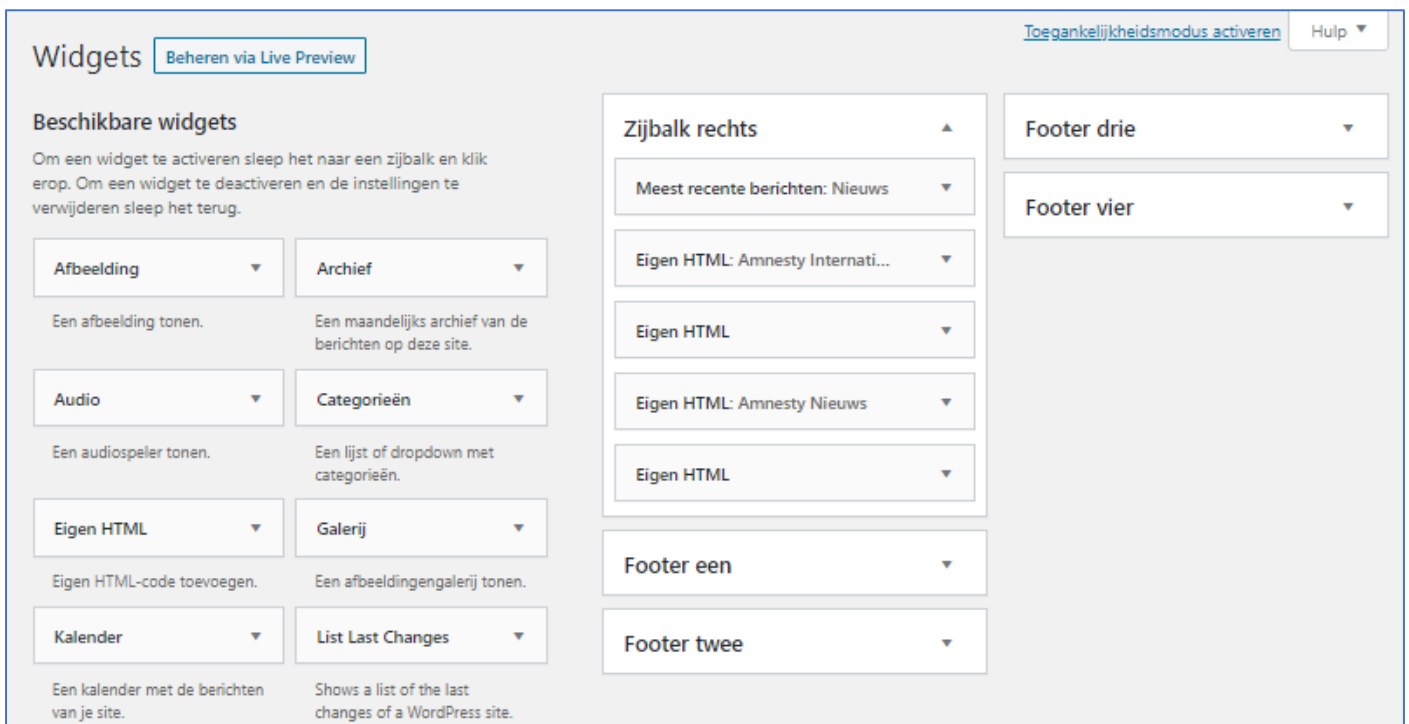 Toegankelijkheidsmodus activeren
Hulp
Widgets
Beheren via Live Preview
Beschikbare widgets
Om een widget te activeren sleep het naar een zijbalk en klik
erop. Om een widget te deactiveren en de instellingen te
verwijderen sleep het terug.
Afbeelding
Een afbeelding tonen.
Archief
Een maandelijks archief van de
berichten op deze site.
Audio
Een audiospeler tonen.
Categorieën
Een lijst of dropdown met
categorieën.
Eigen HTML
Eigen HTML-code toevoegen.
Galerij
Een afbeeldingengalerij tonen.
Kalender
Een kalender met de berichten
van je site.
List Last Changes
Shows a list of the last
changes of a WordPress site.
Zijbalk rechts
Meest recente berichten: Nieuws
Eigen HTML: Amnesty Internati...
Eigen HTML
Eigen HTML: Amnesty Nieuws
Eigen HTML
Footer een
Footer twee
Footer drie
Footer vier